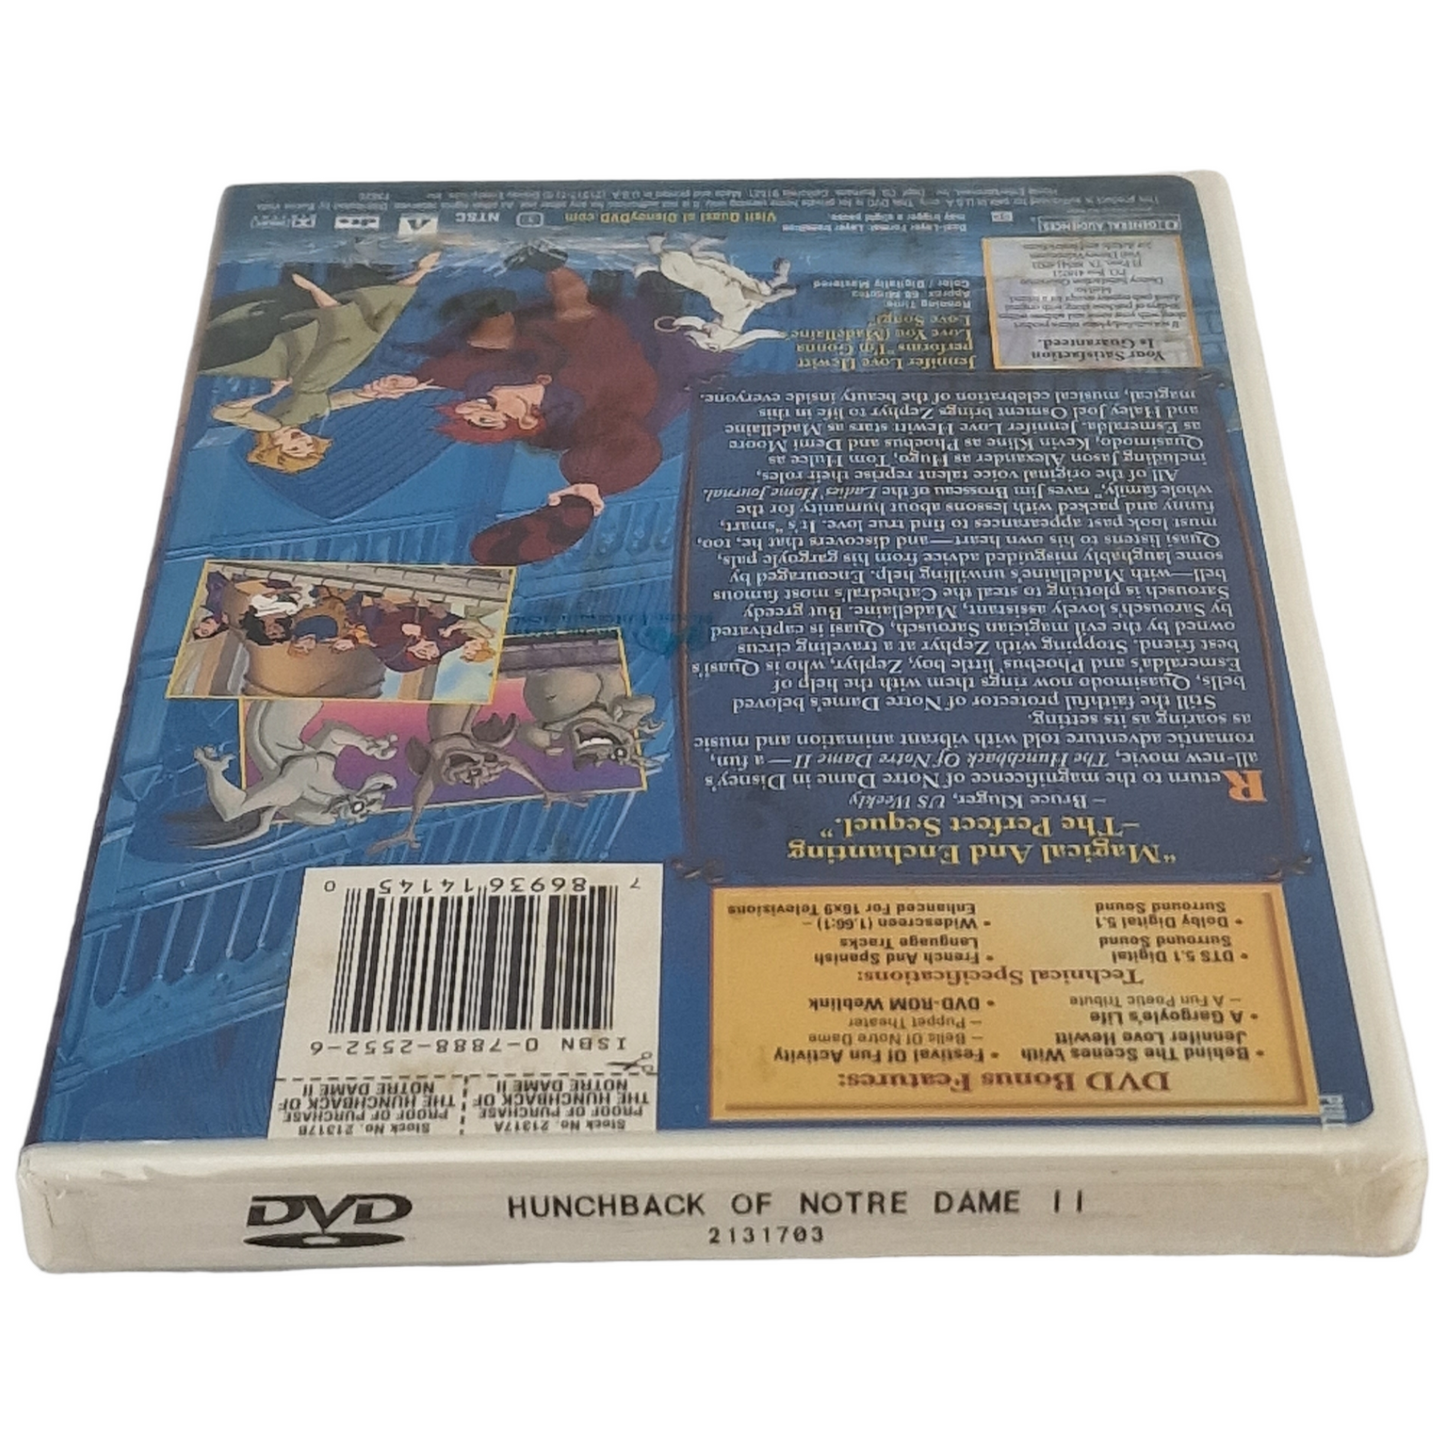 DVD
HUNCHBACK OF NOTRE DAME II
2131703
DVD Bonus Features:
• Behind The Scenes With
Jennifer Love Hewitt
• A Gargoyle's Life
– A Fun Poetic Tribute
• Festival Of Fun Activity
– Bells Of Notre Dame
– Puppet Theater
• DVD-ROM Weblink
Technical Specifications:
• DTS 5.1 Digital
Surround Sound
• Dolby Digital 5.1
Surround Sound
• French And Spanish
Language Tracks
• Widescreen (1.66:1) –
Enhanced For 16x9 Televisions
Stock No. 21317A
PROOF OF PURCHASE
THE HUNCHBACK OF
NOTRE DAME II
Stock No. 21317B
PROOF OF PURCHASE
THE HUNCHBACK OF
NOTRE DAME II
ISBN 0-7888-2552-6
7 86936 14145 0
"Magical And Enchanting
–The Perfect Sequel."
– Bruce Kluger, US Weekly
Return to the magnificence of Notre Dame in Disney's
all-new movie, The Hunchback Of Notre Dame II — a fun,
romantic adventure told with vibrant animation and music
as soaring as its setting.
Still the faithful protector of Notre Dame's beloved
bells, Quasimodo now rings them with the help of
Esmeralda's and Phoebus' little boy, Zephyr, who is Quasi's
best friend. Stopping with Zephyr at a traveling circus
owned by the evil magician Sarousch, Quasi is captivated
by Sarousch's lovely assistant, Madellaine. But greedy
Sarousch is plotting to steal the Cathedral's most famous
bell—with Madellaine's unwilling help. Encouraged by
some laughably misguided advice from his gargoyle pals,
Quasi listens to his own heart—and discovers that he, too,
must look past appearances to find true love. It's "smart,
funny and packed with lessons about humanity for the
whole family," raves Jim Brosseau of the Ladies' Home Journal.
All of the original voice talent reprise their roles,
including Jason Alexander as Hugo, Tom Hulce as
Quasimodo, Kevin Kline as Phoebus and Demi Moore
as Esmeralda. Jennifer Love Hewitt stars as Madellaine
and Haley Joel Osment brings Zephyr to life in this
magical, musical celebration of the beauty inside everyone.
Your Satisfaction
Is Guaranteed.
Jennifer Love Hewitt
performs "I'm Gonna
Love You (Madellaine's
Love Song)"
Running Time
Approx. 68 Minutes
Color / Digitally Mastered
GENERAL AUDIENCES
Dual-Layer Format. Layer transition
may trigger a slight pause.
Visit Quasi at DisneyDVD.com
NTSC